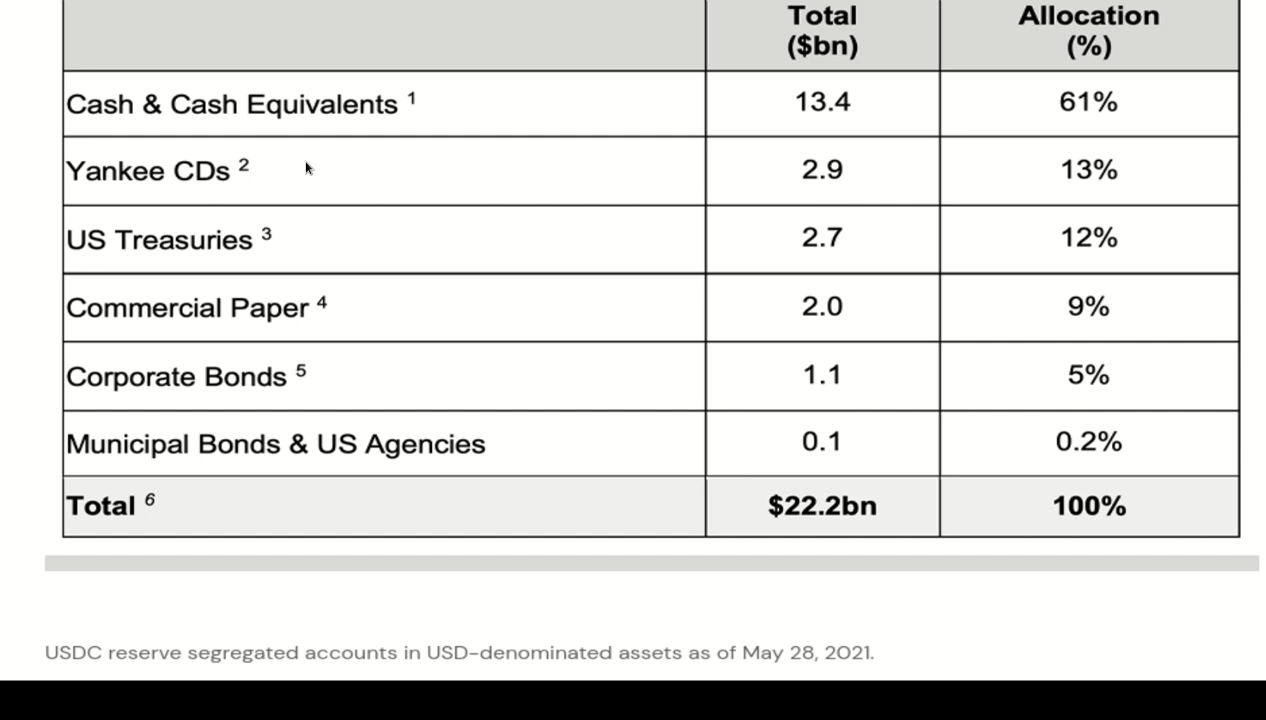 Total ($bn) Allocation (%)
Cash & Cash Equivalents ¹ 13.4 61%
Yankee CDs ² 2.9 13%
US Treasuries ³ 2.7 12%
Commercial Paper ⁴ 2.0 9%
Corporate Bonds ⁵ 1.1 5%
Municipal Bonds & US Agencies 0.1 0.2%
Total ⁶ $22.2bn 100%
USDC reserve segregated accounts in USD-denominated assets as of May 28, 2021.